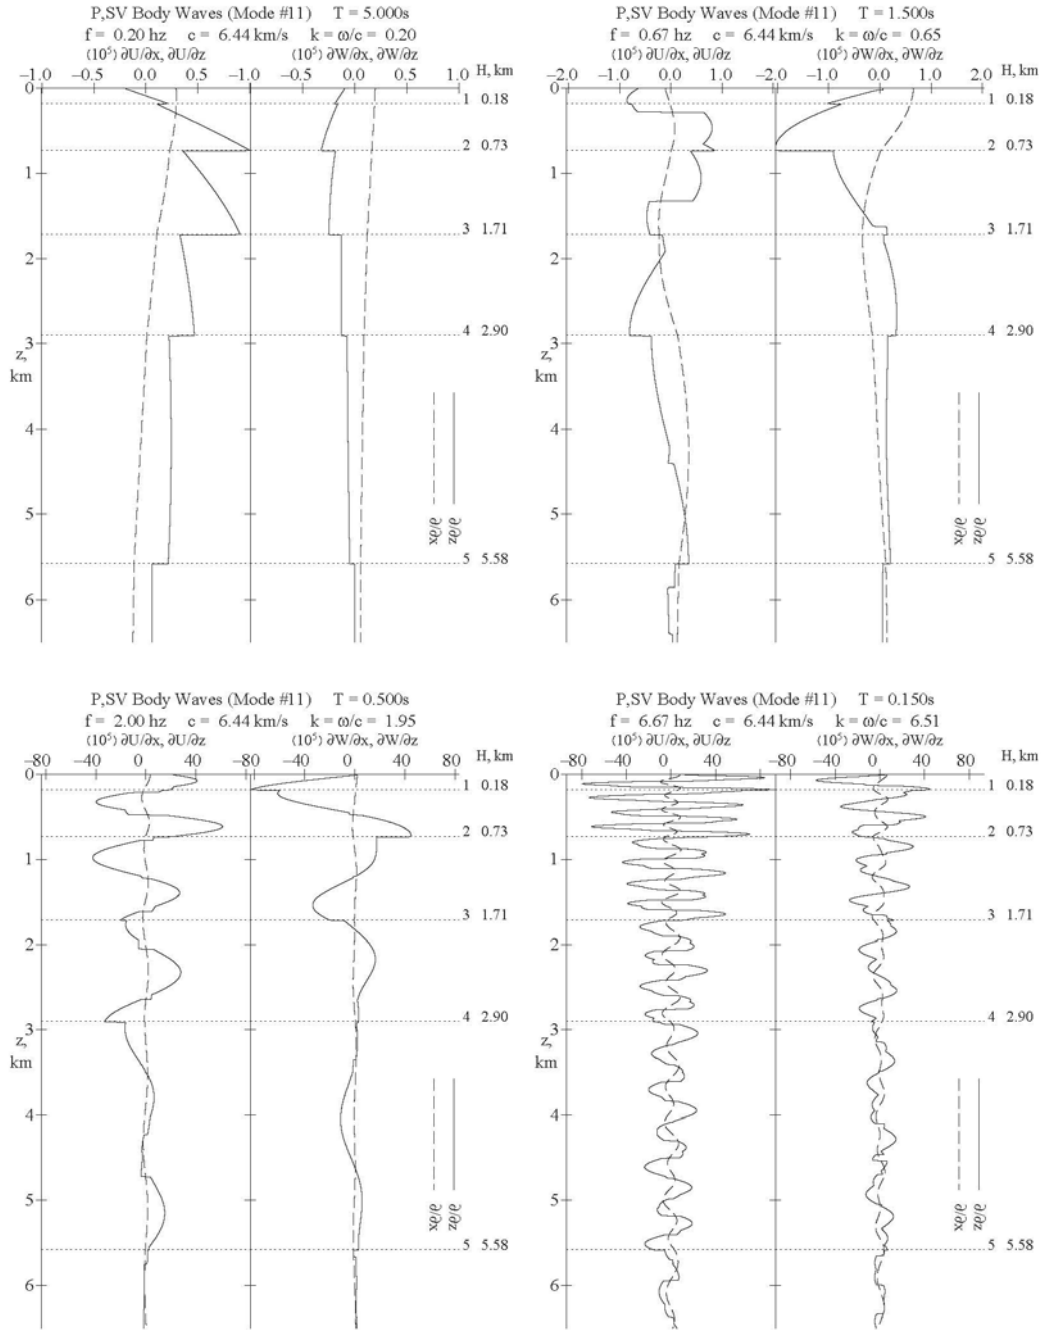 P,SV Body Waves (Mode #11) T = 5.000s
f = 0.20 hz c = 6.44 km/s k = ω/c = 0.20
(10⁵) ∂U/∂x, ∂U/∂z (10⁵) ∂W/∂x, ∂W/∂z
−1.0 −0.5 0.0 0.5 −1.0 −0.5 0.0 0.5 1.0 H, km
0
1 0.18
2 0.73
1
3 1.71
2
4 2.90
3
z,
km
4
5
∂/∂x
∂/∂z
5 5.58
6
P,SV Body Waves (Mode #11) T = 1.500s
f = 0.67 hz c = 6.44 km/s k = ω/c = 0.65
(10⁵) ∂U/∂x, ∂U/∂z (10⁵) ∂W/∂x, ∂W/∂z
−2.0 −1.0 0.0 1.0 −2.0 −1.0 0.0 1.0 2.0 H, km
0
1 0.18
2 0.73
1
3 1.71
2
4 2.90
3
z,
km
4
5
∂/∂x
∂/∂z
5 5.58
6
P,SV Body Waves (Mode #11) T = 0.500s
f = 2.00 hz c = 6.44 km/s k = ω/c = 1.95
(10⁵) ∂U/∂x, ∂U/∂z (10⁵) ∂W/∂x, ∂W/∂z
−80 −40 0 40 −80 −40 0 40 80 H, km
0
1 0.18
2 0.73
1
3 1.71
2
4 2.90
3
z,
km
4
5
∂/∂x
∂/∂z
5 5.58
6
P,SV Body Waves (Mode #11) T = 0.150s
f = 6.67 hz c = 6.44 km/s k = ω/c = 6.51
(10⁵) ∂U/∂x, ∂U/∂z (10⁵) ∂W/∂x, ∂W/∂z
−80 −40 0 40 −80 −40 0 40 80 H, km
0
1 0.18
2 0.73
1
3 1.71
2
4 2.90
3
z,
km
4
5
∂/∂x
∂/∂z
5 5.58
6